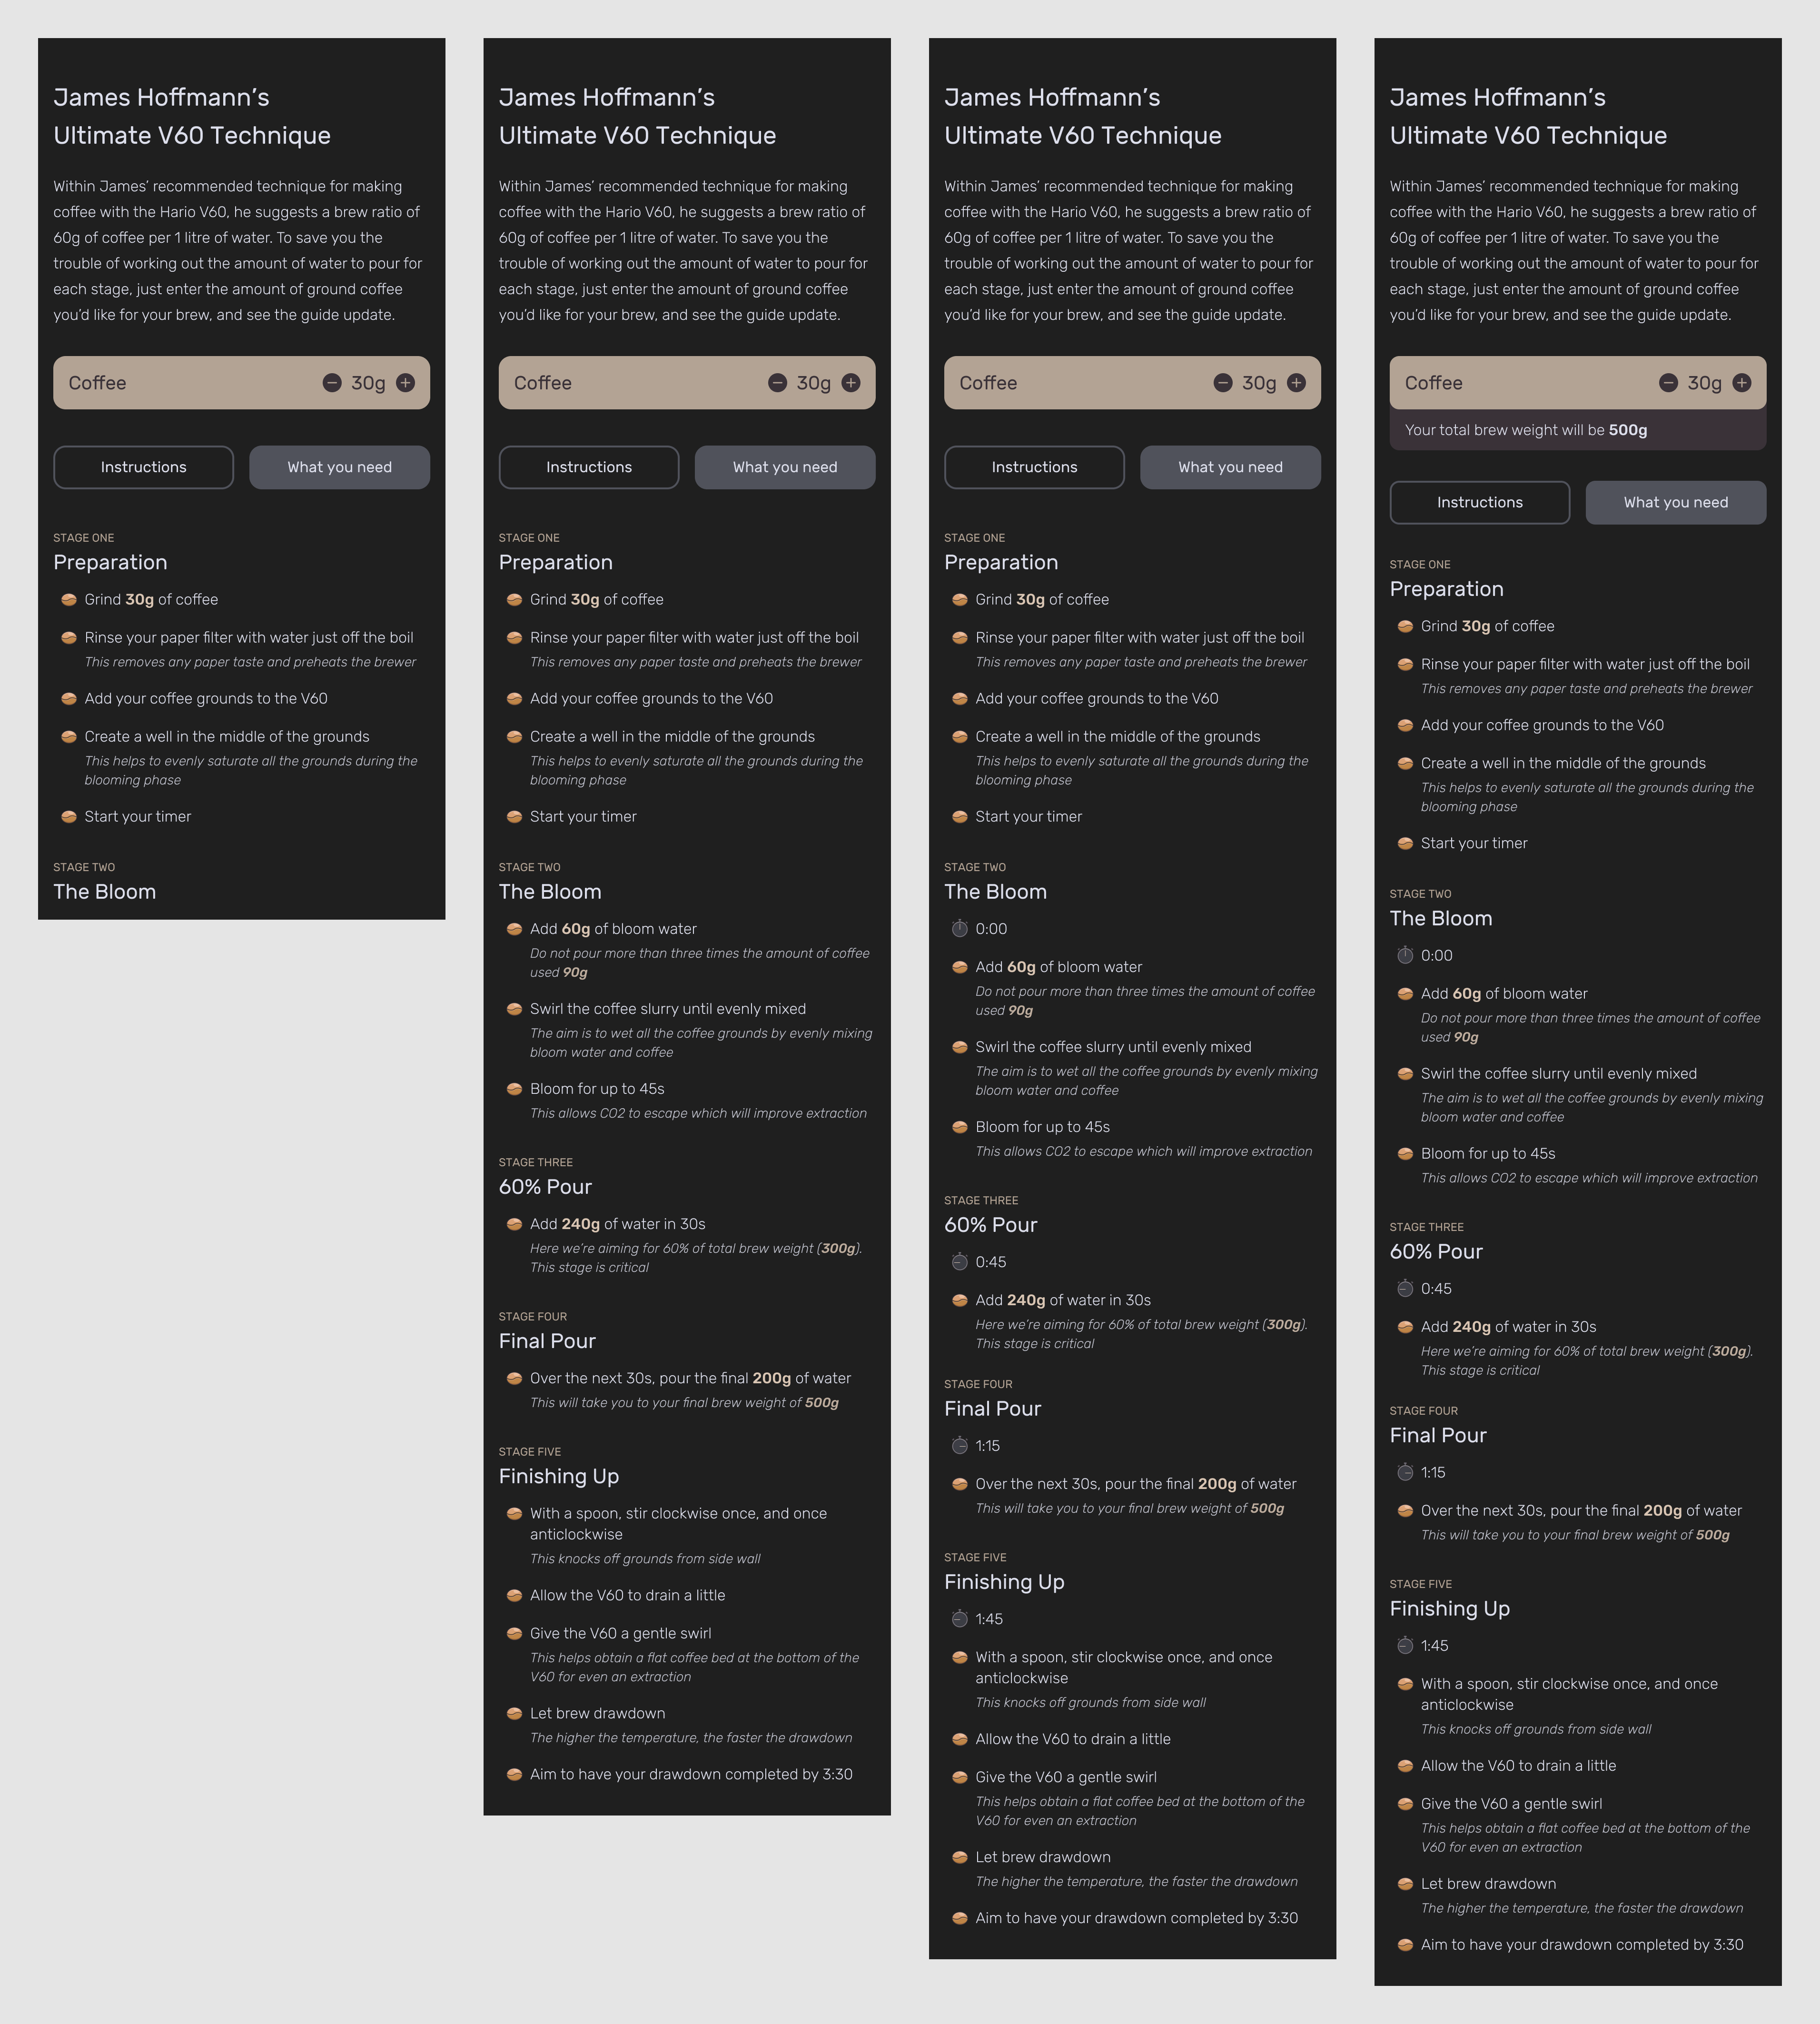 James Hoffmann’s
Ultimate V60 Technique
Within James’ recommended technique for making
coffee with the Hario V60, he suggests a brew ratio of
60g of coffee per 1 litre of water. To save you the
trouble of working out the amount of water to pour for
each stage, just enter the amount of ground coffee
you’d like for your brew, and see the guide update.
Coffee
30g
Instructions
What you need
STAGE ONE
Preparation
Grind 30g of coffee
Rinse your paper filter with water just off the boil
This removes any paper taste and preheats the brewer
Add your coffee grounds to the V60
Create a well in the middle of the grounds
This helps to evenly saturate all the grounds during the
blooming phase
Start your timer
STAGE TWO
The Bloom
James Hoffmann’s
Ultimate V60 Technique
Within James’ recommended technique for making
coffee with the Hario V60, he suggests a brew ratio of
60g of coffee per 1 litre of water. To save you the
trouble of working out the amount of water to pour for
each stage, just enter the amount of ground coffee
you’d like for your brew, and see the guide update.
Coffee
30g
Instructions
What you need
STAGE ONE
Preparation
Grind 30g of coffee
Rinse your paper filter with water just off the boil
This removes any paper taste and preheats the brewer
Add your coffee grounds to the V60
Create a well in the middle of the grounds
This helps to evenly saturate all the grounds during the
blooming phase
Start your timer
STAGE TWO
The Bloom
Add 60g of bloom water
Do not pour more than three times the amount of coffee
used 90g
Swirl the coffee slurry until evenly mixed
The aim is to wet all the coffee grounds by evenly mixing
bloom water and coffee
Bloom for up to 45s
This allows CO2 to escape which will improve extraction
STAGE THREE
60% Pour
Add 240g of water in 30s
Here we’re aiming for 60% of total brew weight (300g).
This stage is critical
STAGE FOUR
Final Pour
Over the next 30s, pour the final 200g of water
This will take you to your final brew weight of 500g
STAGE FIVE
Finishing Up
With a spoon, stir clockwise once, and once
anticlockwise
This knocks off grounds from side wall
Allow the V60 to drain a little
Give the V60 a gentle swirl
This helps obtain a flat coffee bed at the bottom of the
V60 for even an extraction
Let brew drawdown
The higher the temperature, the faster the drawdown
Aim to have your drawdown completed by 3:30
James Hoffmann’s
Ultimate V60 Technique
Within James’ recommended technique for making
coffee with the Hario V60, he suggests a brew ratio of
60g of coffee per 1 litre of water. To save you the
trouble of working out the amount of water to pour for
each stage, just enter the amount of ground coffee
you’d like for your brew, and see the guide update.
Coffee
30g
Instructions
What you need
STAGE ONE
Preparation
Grind 30g of coffee
Rinse your paper filter with water just off the boil
This removes any paper taste and preheats the brewer
Add your coffee grounds to the V60
Create a well in the middle of the grounds
This helps to evenly saturate all the grounds during the
blooming phase
Start your timer
STAGE TWO
The Bloom
0:00
Add 60g of bloom water
Do not pour more than three times the amount of coffee
used 90g
Swirl the coffee slurry until evenly mixed
The aim is to wet all the coffee grounds by evenly mixing
bloom water and coffee
Bloom for up to 45s
This allows CO2 to escape which will improve extraction
STAGE THREE
60% Pour
0:45
Add 240g of water in 30s
Here we’re aiming for 60% of total brew weight (300g).
This stage is critical
STAGE FOUR
Final Pour
1:15
Over the next 30s, pour the final 200g of water
This will take you to your final brew weight of 500g
STAGE FIVE
Finishing Up
1:45
With a spoon, stir clockwise once, and once
anticlockwise
This knocks off grounds from side wall
Allow the V60 to drain a little
Give the V60 a gentle swirl
This helps obtain a flat coffee bed at the bottom of the
V60 for even an extraction
Let brew drawdown
The higher the temperature, the faster the drawdown
Aim to have your drawdown completed by 3:30
James Hoffmann’s
Ultimate V60 Technique
Within James’ recommended technique for making
coffee with the Hario V60, he suggests a brew ratio of
60g of coffee per 1 litre of water. To save you the
trouble of working out the amount of water to pour for
each stage, just enter the amount of ground coffee
you’d like for your brew, and see the guide update.
Coffee
30g
Your total brew weight will be 500g
Instructions
What you need
STAGE ONE
Preparation
Grind 30g of coffee
Rinse your paper filter with water just off the boil
This removes any paper taste and preheats the brewer
Add your coffee grounds to the V60
Create a well in the middle of the grounds
This helps to evenly saturate all the grounds during the
blooming phase
Start your timer
STAGE TWO
The Bloom
0:00
Add 60g of bloom water
Do not pour more than three times the amount of coffee
used 90g
Swirl the coffee slurry until evenly mixed
The aim is to wet all the coffee grounds by evenly mixing
bloom water and coffee
Bloom for up to 45s
This allows CO2 to escape which will improve extraction
STAGE THREE
60% Pour
0:45
Add 240g of water in 30s
Here we’re aiming for 60% of total brew weight (300g).
This stage is critical
STAGE FOUR
Final Pour
1:15
Over the next 30s, pour the final 200g of water
This will take you to your final brew weight of 500g
STAGE FIVE
Finishing Up
1:45
With a spoon, stir clockwise once, and once
anticlockwise
This knocks off grounds from side wall
Allow the V60 to drain a little
Give the V60 a gentle swirl
This helps obtain a flat coffee bed at the bottom of the
V60 for even an extraction
Let brew drawdown
The higher the temperature, the faster the drawdown
Aim to have your drawdown completed by 3:30